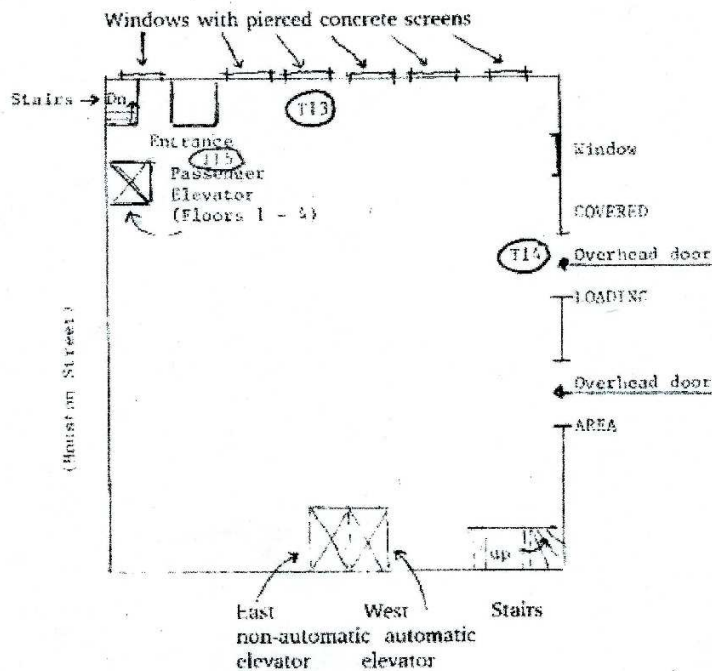 Windows with pierced concrete screens
Stairs
Dn
T13
Entrance
T15
Window
Passenger
Elevator
(Floors 1 - 4)
COVERED
T14
Overhead door
LOADING
Overhead door
(Houston Street)
AREA
up
East West Stairs
non-automatic automatic
elevator elevator